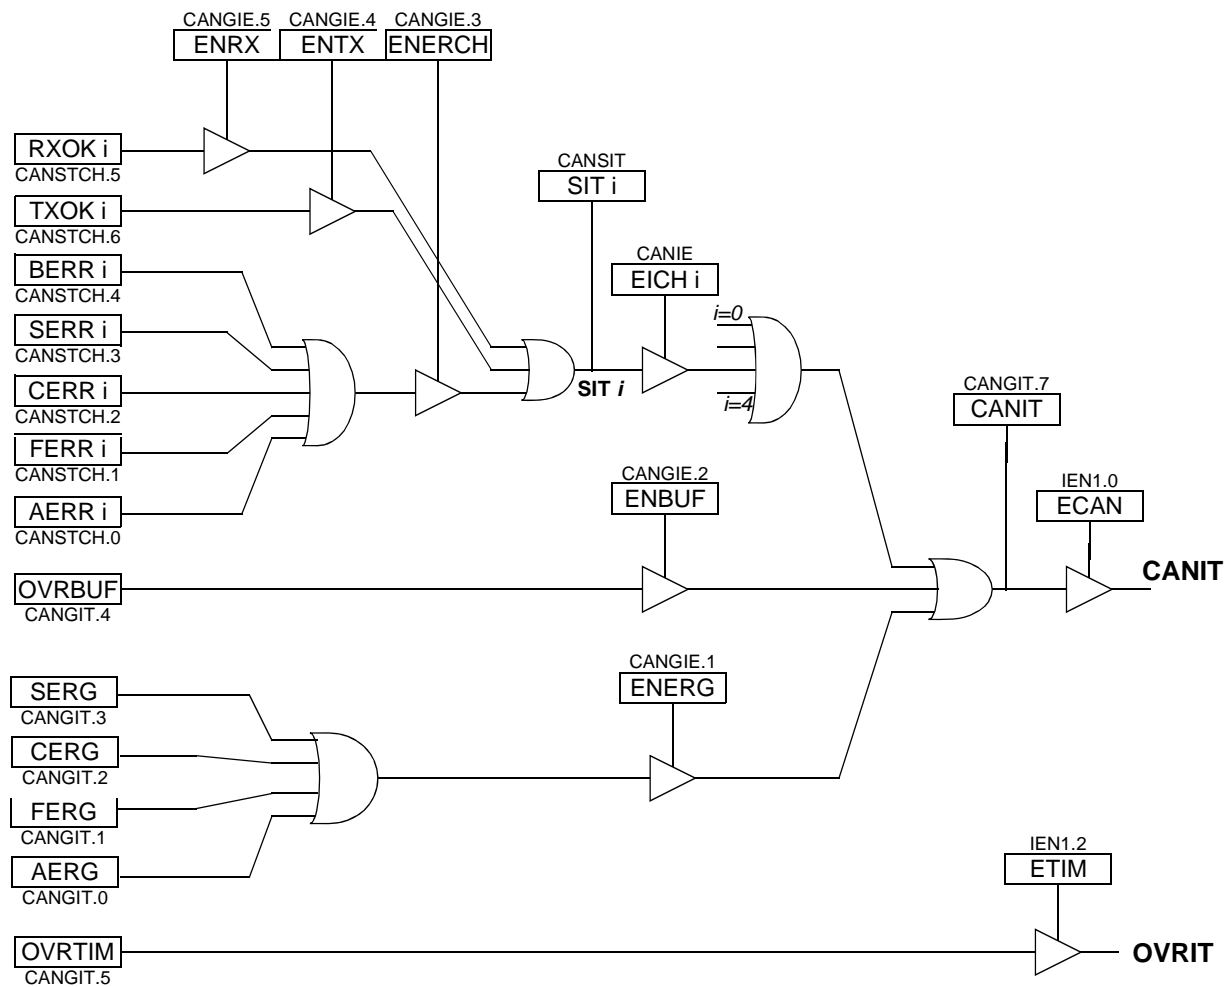 CANGIE.5 CANGIE.4 CANGIE.3
ENRX ENTX ENERCH
RXOK i
CANSTCH.5
TXOK i
CANSTCH.6
BERR i
CANSTCH.4
SERR i
CANSTCH.3
CERR i
CANSTCH.2
FERR i
CANSTCH.1
AERR i
CANSTCH.0
CANSIT
SIT i
SIT i
CANIE
EICH i
i=0
i=4
CANGIT.7
CANIT
IEN1.0
ECAN
CANIT
CANGIE.2
ENBUF
OVRBUF
CANGIT.4
CANGIE.1
ENERG
SERG
CANGIT.3
CERG
CANGIT.2
FERG
CANGIT.1
AERG
CANGIT.0
IEN1.2
ETIM
OVRTIM
CANGIT.5
OVRIT